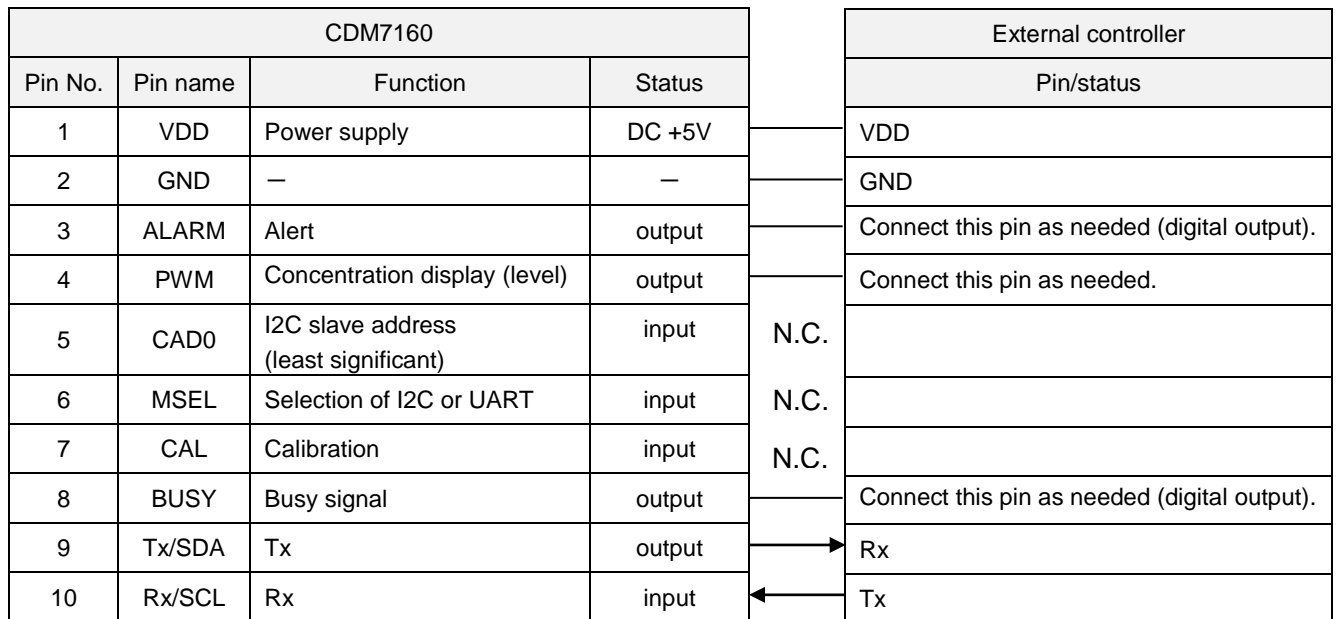 CDM7160 External controller
Pin No. Pin name Function Status Pin/status
1 VDD Power supply DC +5V VDD
2 GND — — GND
3 ALARM Alert output Connect this pin as needed (digital output).
4 PWM Concentration display (level) output Connect this pin as needed.
5 CAD0 I2C slave address input N.C.
(least significant)
6 MSEL Selection of I2C or UART input N.C.
7 CAL Calibration input N.C.
8 BUSY Busy signal output Connect this pin as needed (digital output).
9 Tx/SDA Tx output Rx
10 Rx/SCL Rx input Tx